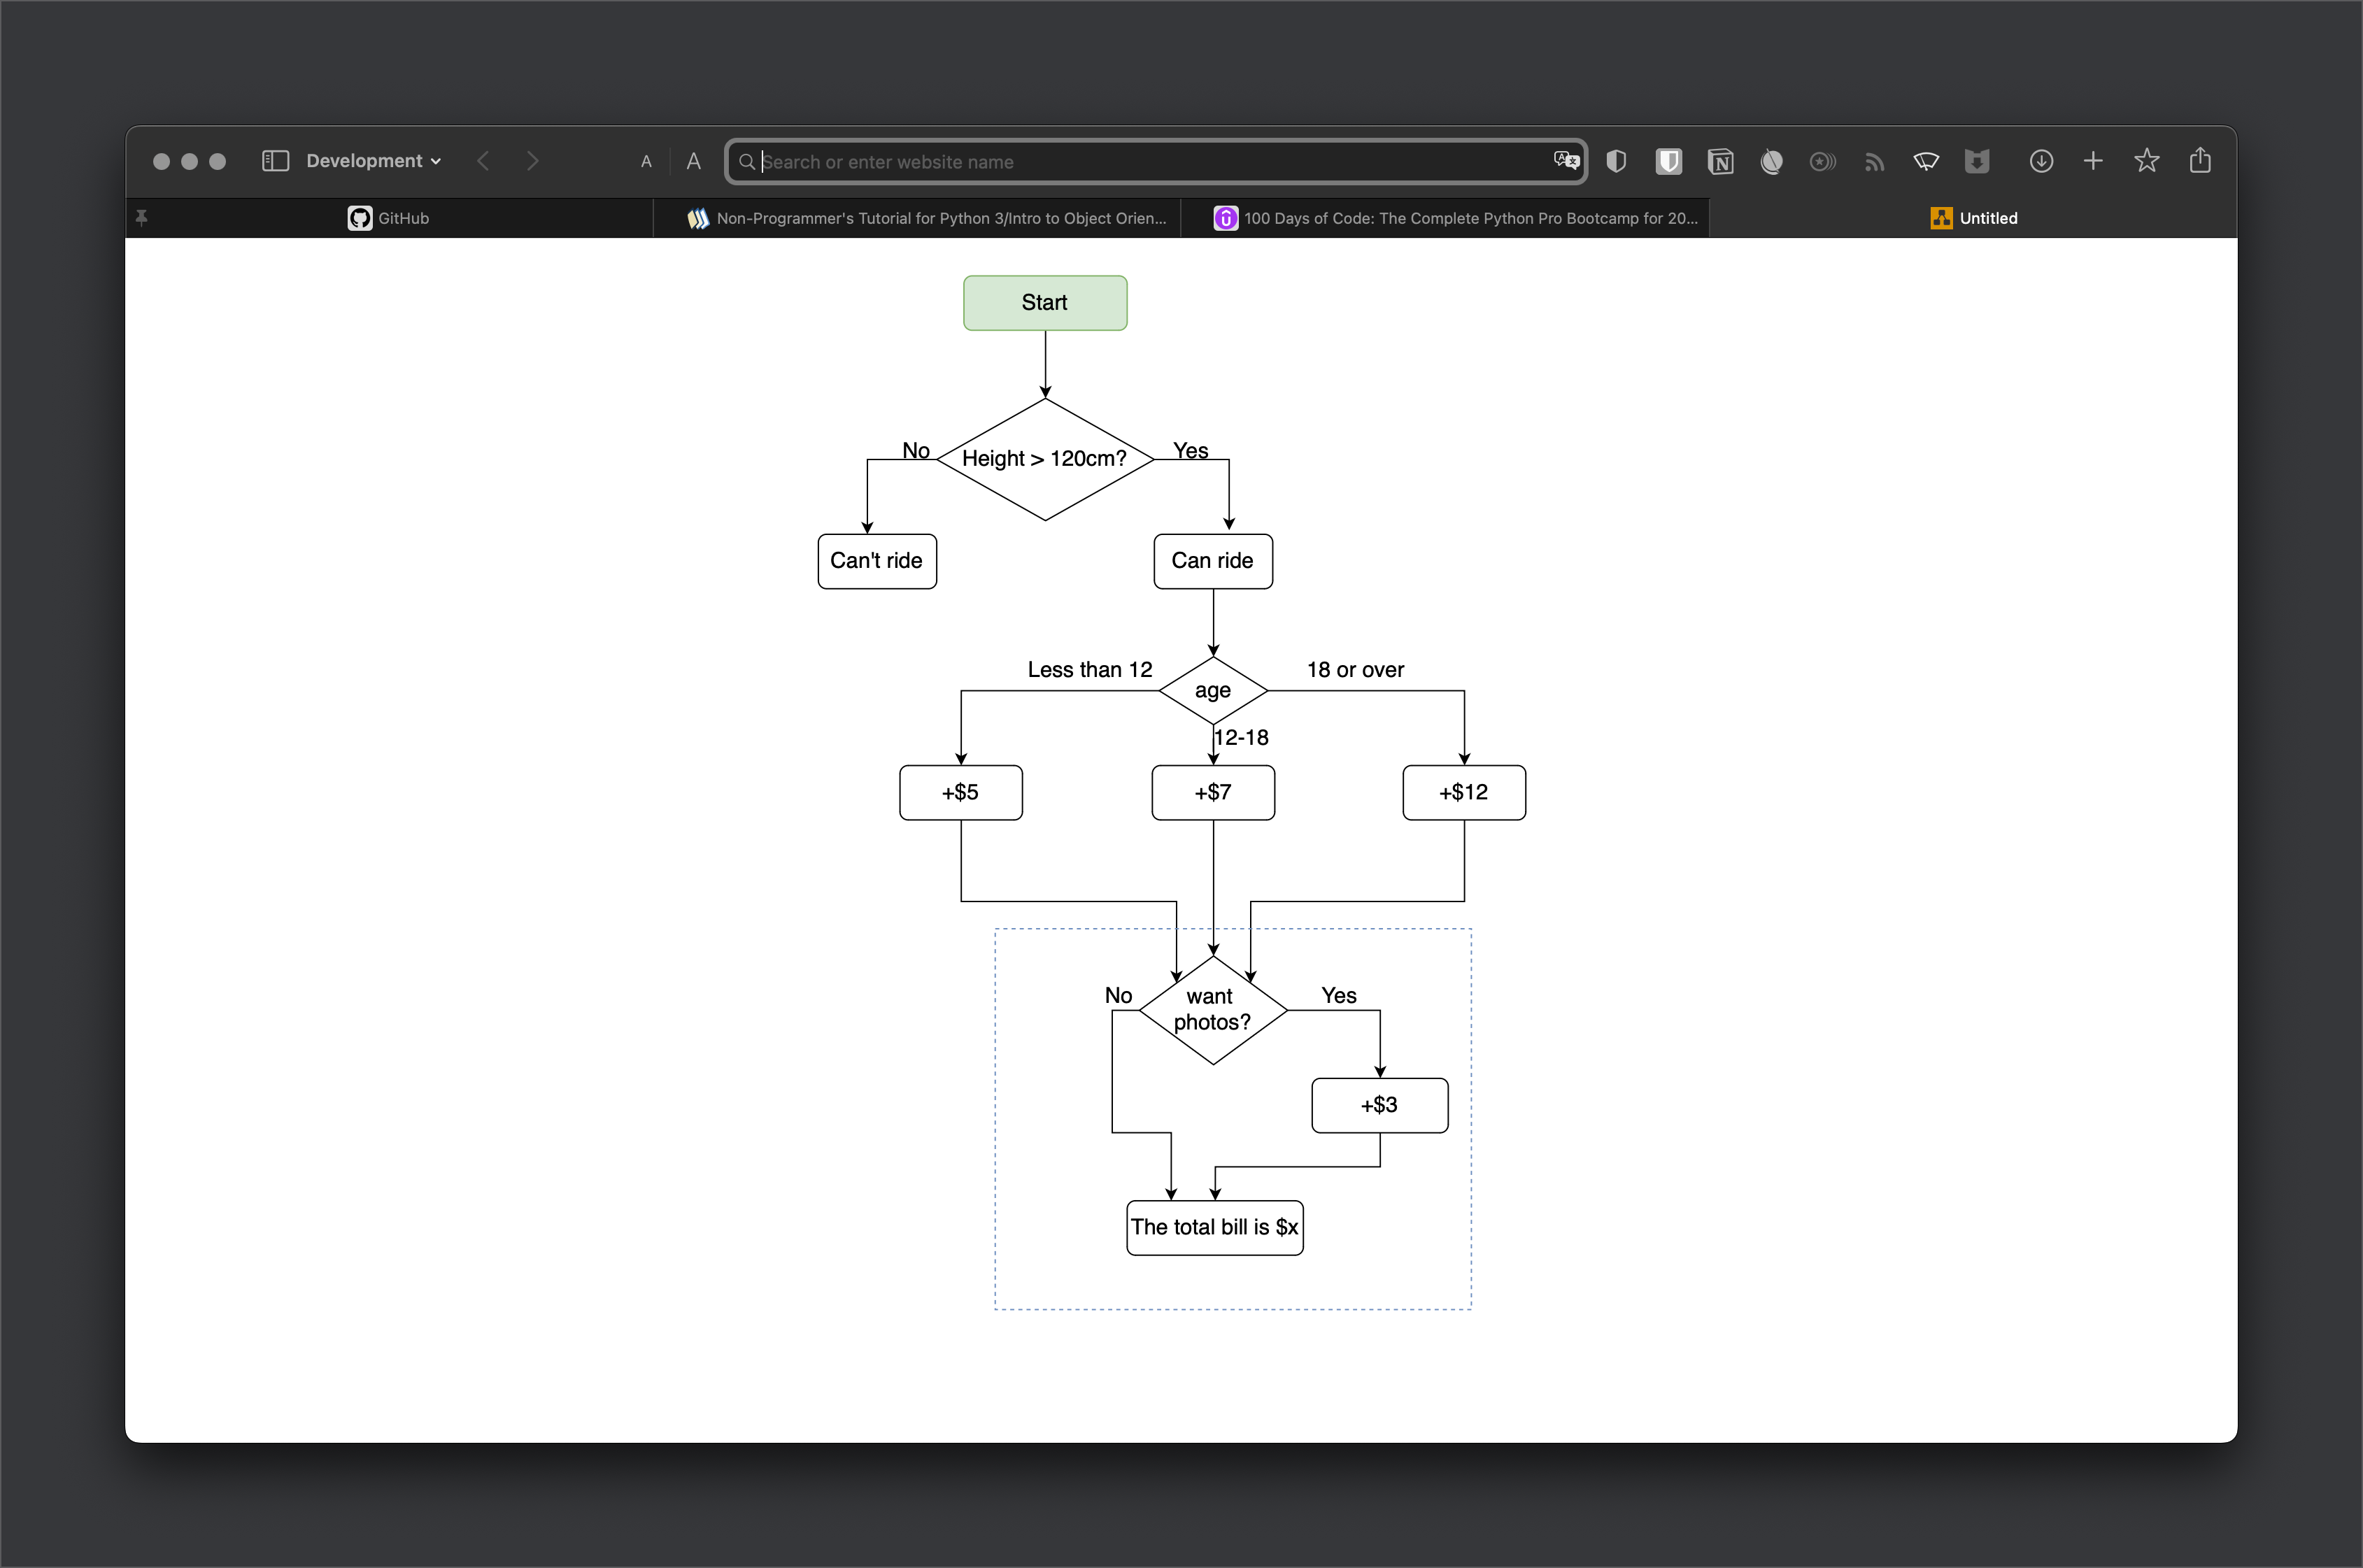 Development
A
A
Search or enter website name
GitHub
Non-Programmer's Tutorial for Python 3/Intro to Object Orien...
100 Days of Code: The Complete Python Pro Bootcamp for 20...
Untitled
Start
No
Height > 120cm?
Yes
Can't ride
Can ride
Less than 12
age
18 or over
12-18
+$5
+$7
+$12
No
want
photos?
Yes
+$3
The total bill is $x